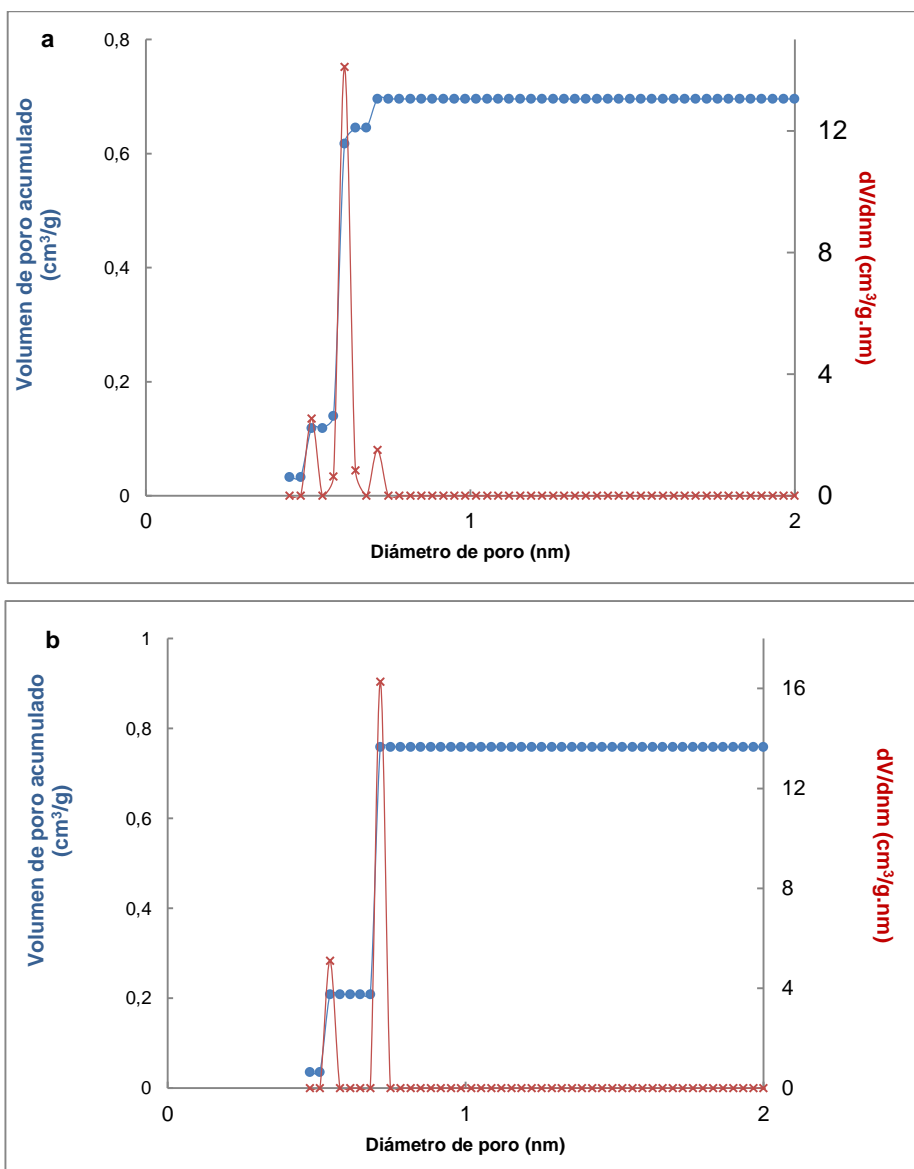 a
0,8
0,6
0,4
0,2
0
0
1
2
12
8
4
0
Volumen de poro acumulado
(cm³/g)
dV/dnm (cm³/g.nm)
Diámetro de poro (nm)
b
1
0,8
0,6
0,4
0,2
0
0
1
2
16
12
8
4
0
Volumen de poro acumulado
(cm³/g)
dV/dnm (cm³/g.nm)
Diámetro de poro (nm)